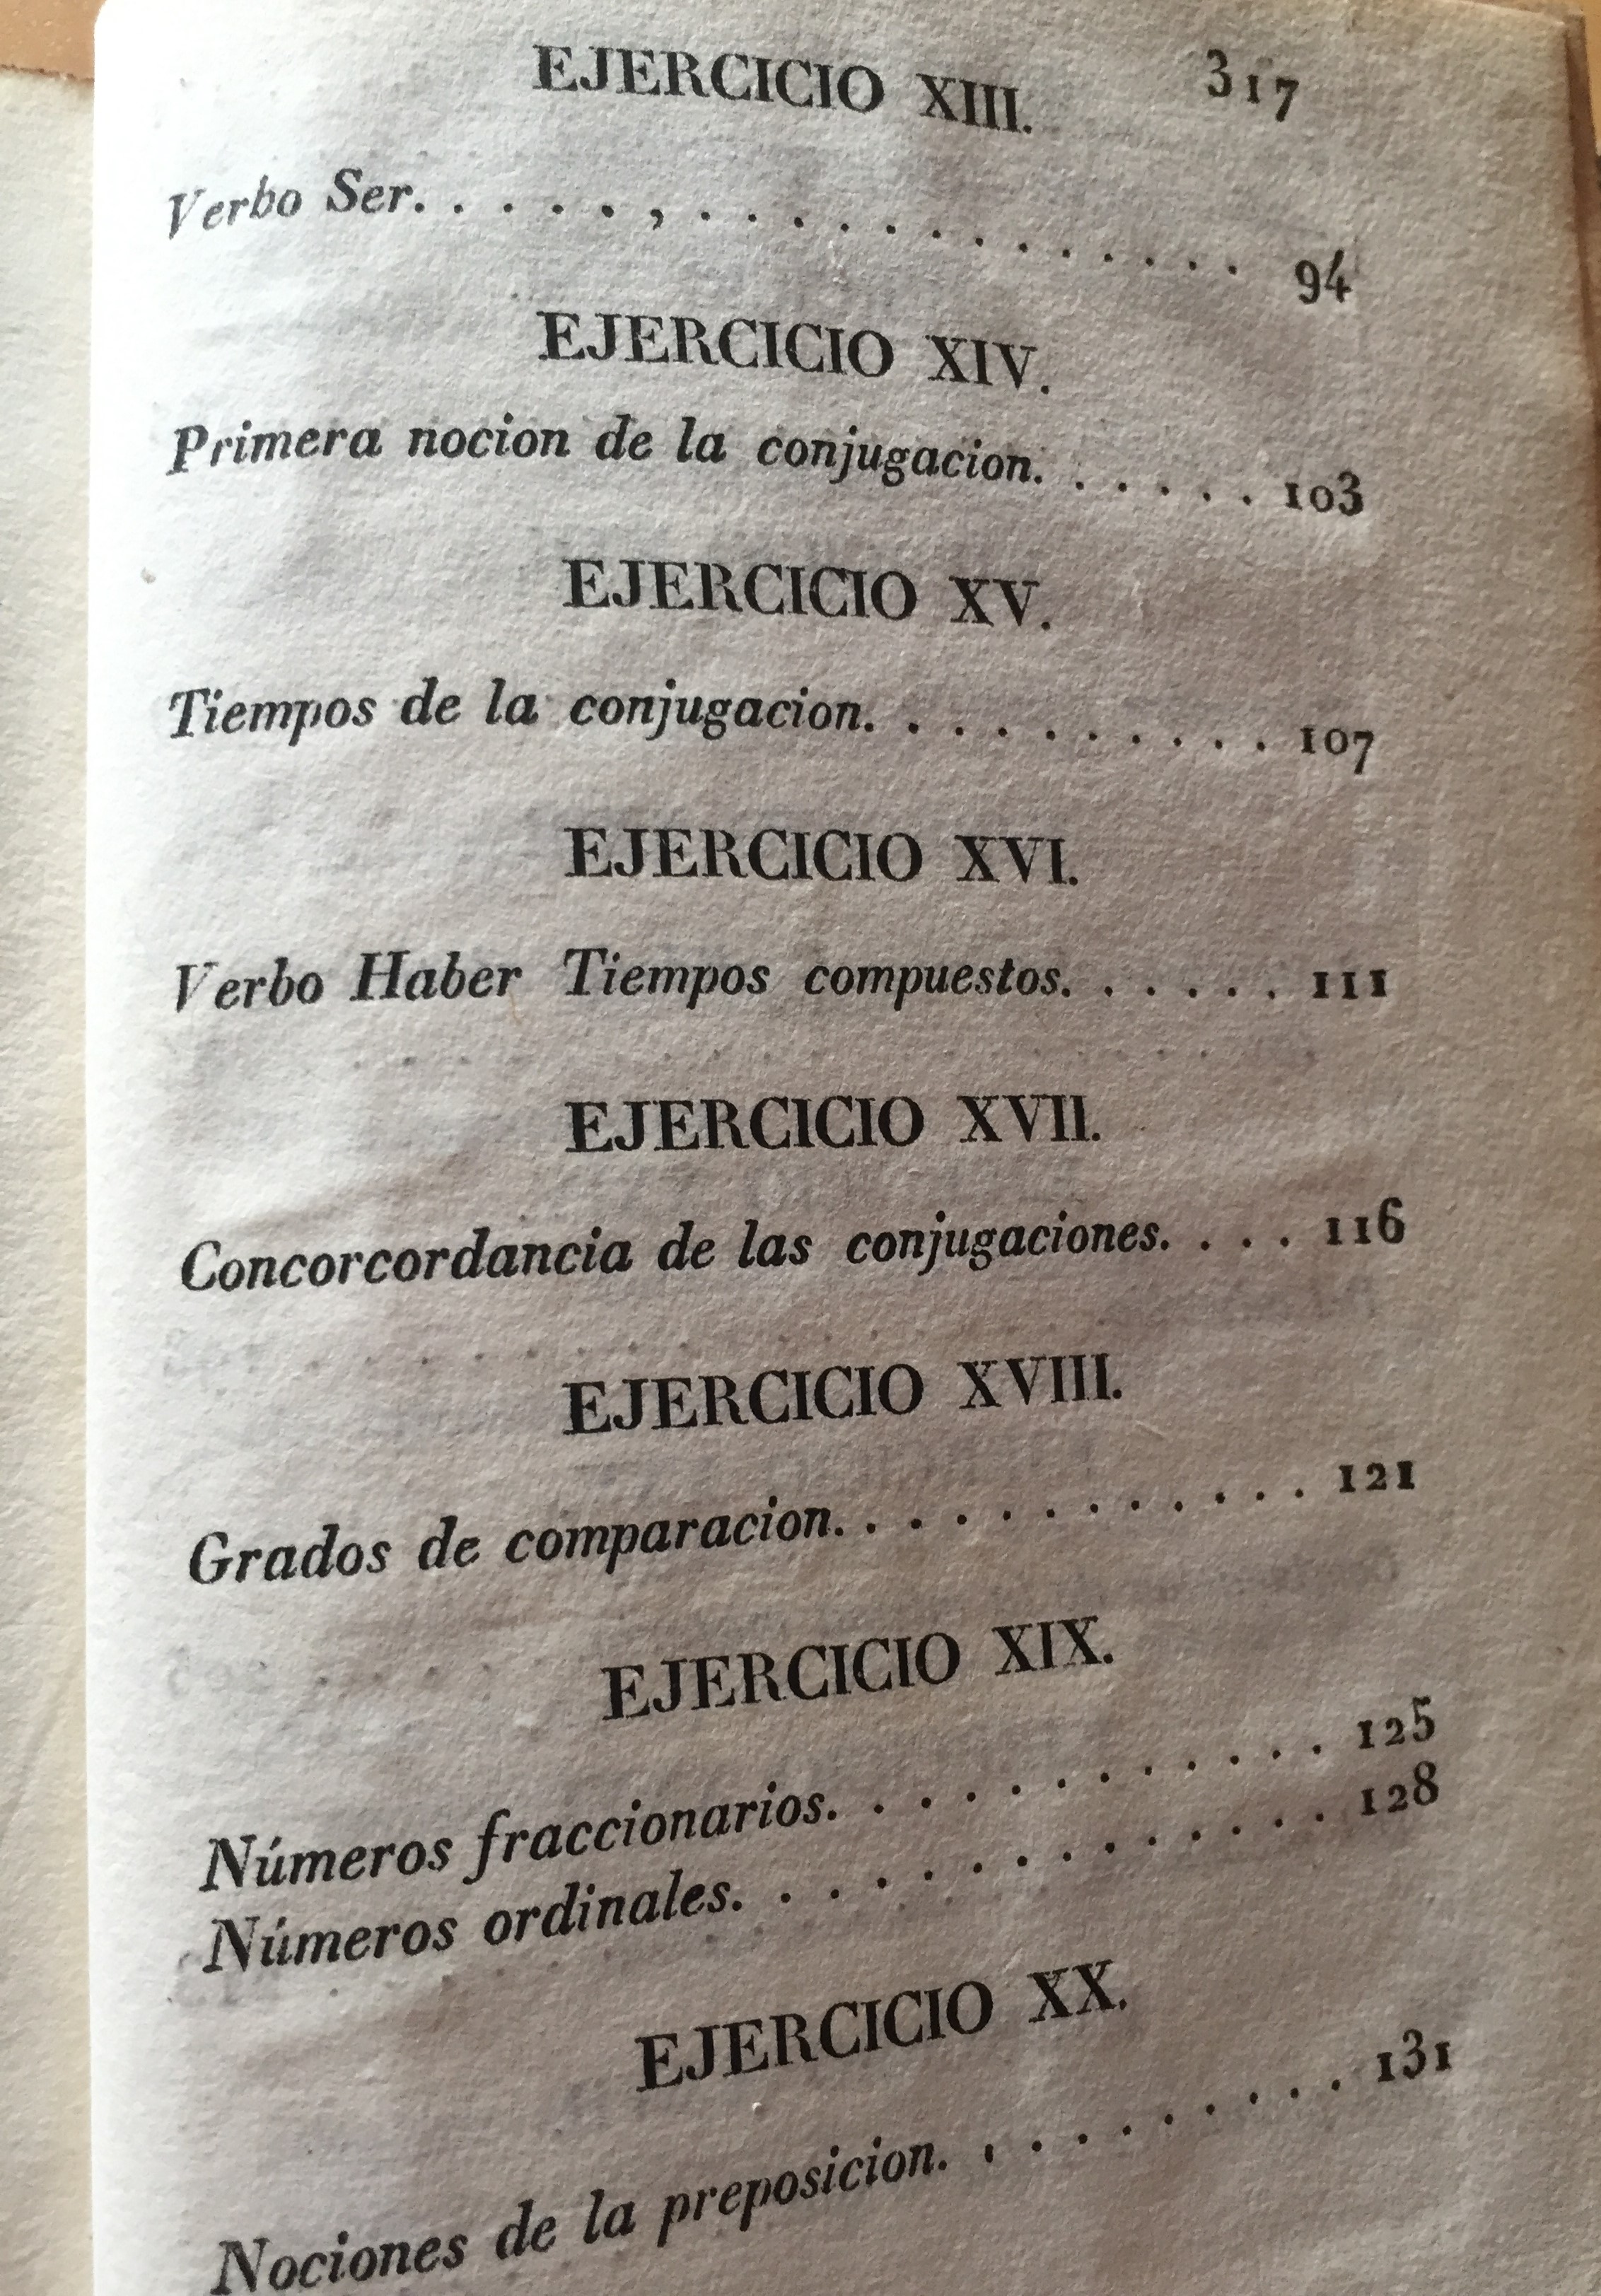 EJERCICIO XIII. 317
Verbo Ser. . . . . , . . . . . . . . . . . . . 94
EJERCICIO XIV.
Primera nocion de la conjugacion. . . . . . 103
EJERCICIO XV.
Tiempos de la conjugacion. . . . . . . . . . 107
EJERCICIO XVI.
Verbo Haber Tiempos compuestos. . . . . . 111
EJERCICIO XVII.
Concorcordancia de las conjugaciones. . . . 116
EJERCICIO XVIII.
Grados de comparacion. . . . . . . . . . . . 121
EJERCICIO XIX.
Números fraccionarios. . . . . . . . . . . . 125
Números ordinales. . . . . . . . . . . . . . 128
EJERCICIO XX.
Nociones de la preposicion. . . . . . . . . . 131